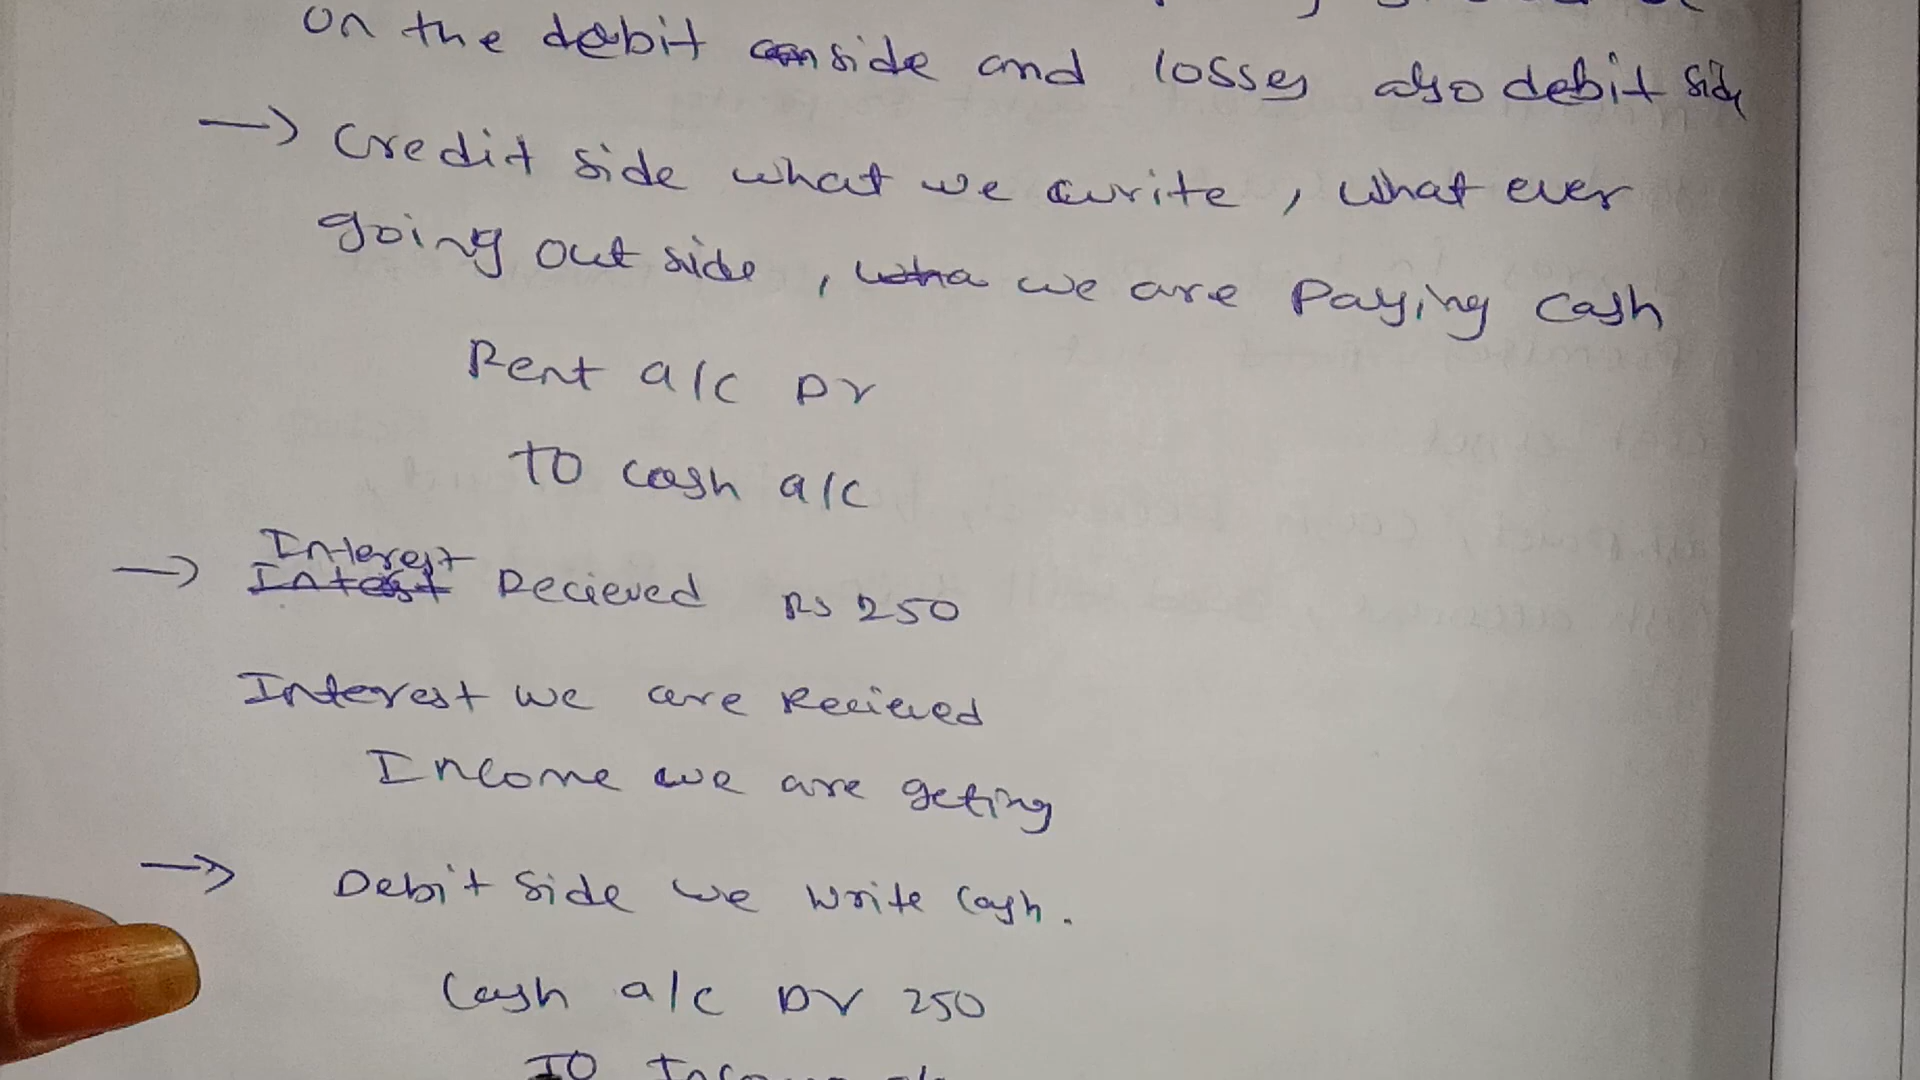 on the debit side and losses also debit side
→ Credit side what we write, what ever
going out side, we are paying cash
Rent a/c Dr
To cash a/c
Interest
→ Intest Recieved Rs 250
Interest we are Recieved
Income we are geting
→ Debit side we write cash.
Cash a/c Dr 250
To